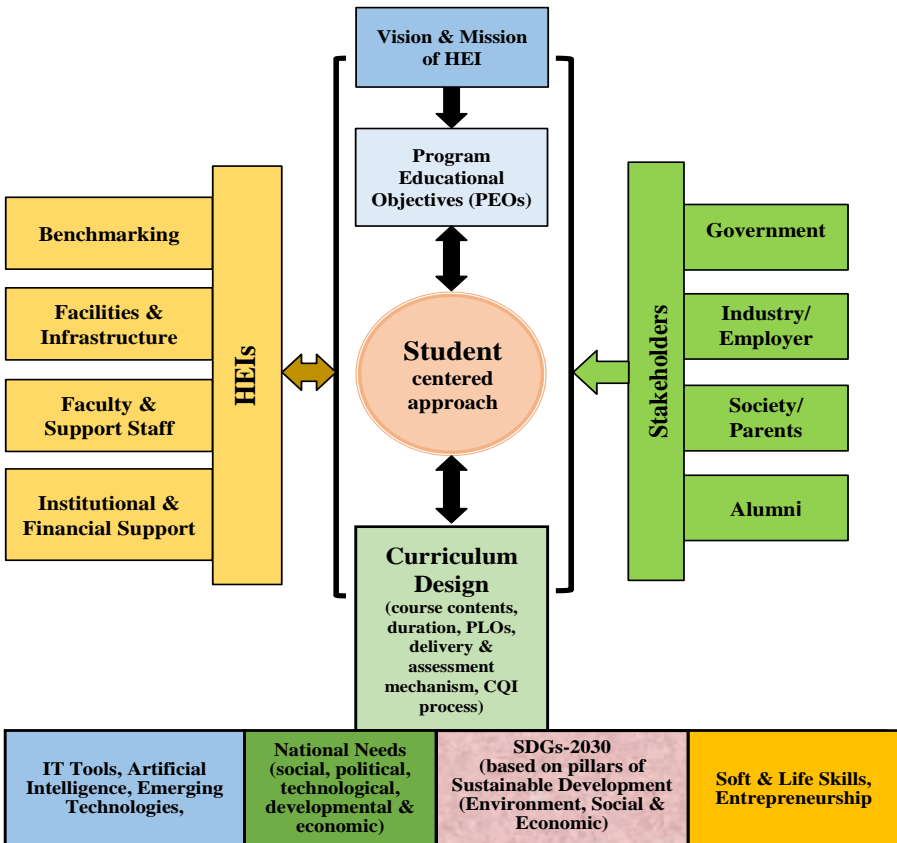 Vision & Mission
of HEI
Program
Educational
Objectives (PEOs)
Benchmarking
Facilities &
Infrastructure
Faculty &
Support Staff
Institutional &
Financial Support
HEIs
Student
centered
approach
Stakeholders
Government
Industry/
Employer
Society/
Parents
Alumni
Curriculum
Design
(course contents,
duration, PLOs,
delivery &
assessment
mechanism, CQI
process)
IT Tools, Artificial
Intelligence, Emerging
Technologies,
National Needs
(social, political,
technological,
developmental &
economic)
SDGs-2030
(based on pillars of
Sustainable Development
(Environment, Social &
Economic)
Soft & Life Skills,
Entrepreneurship